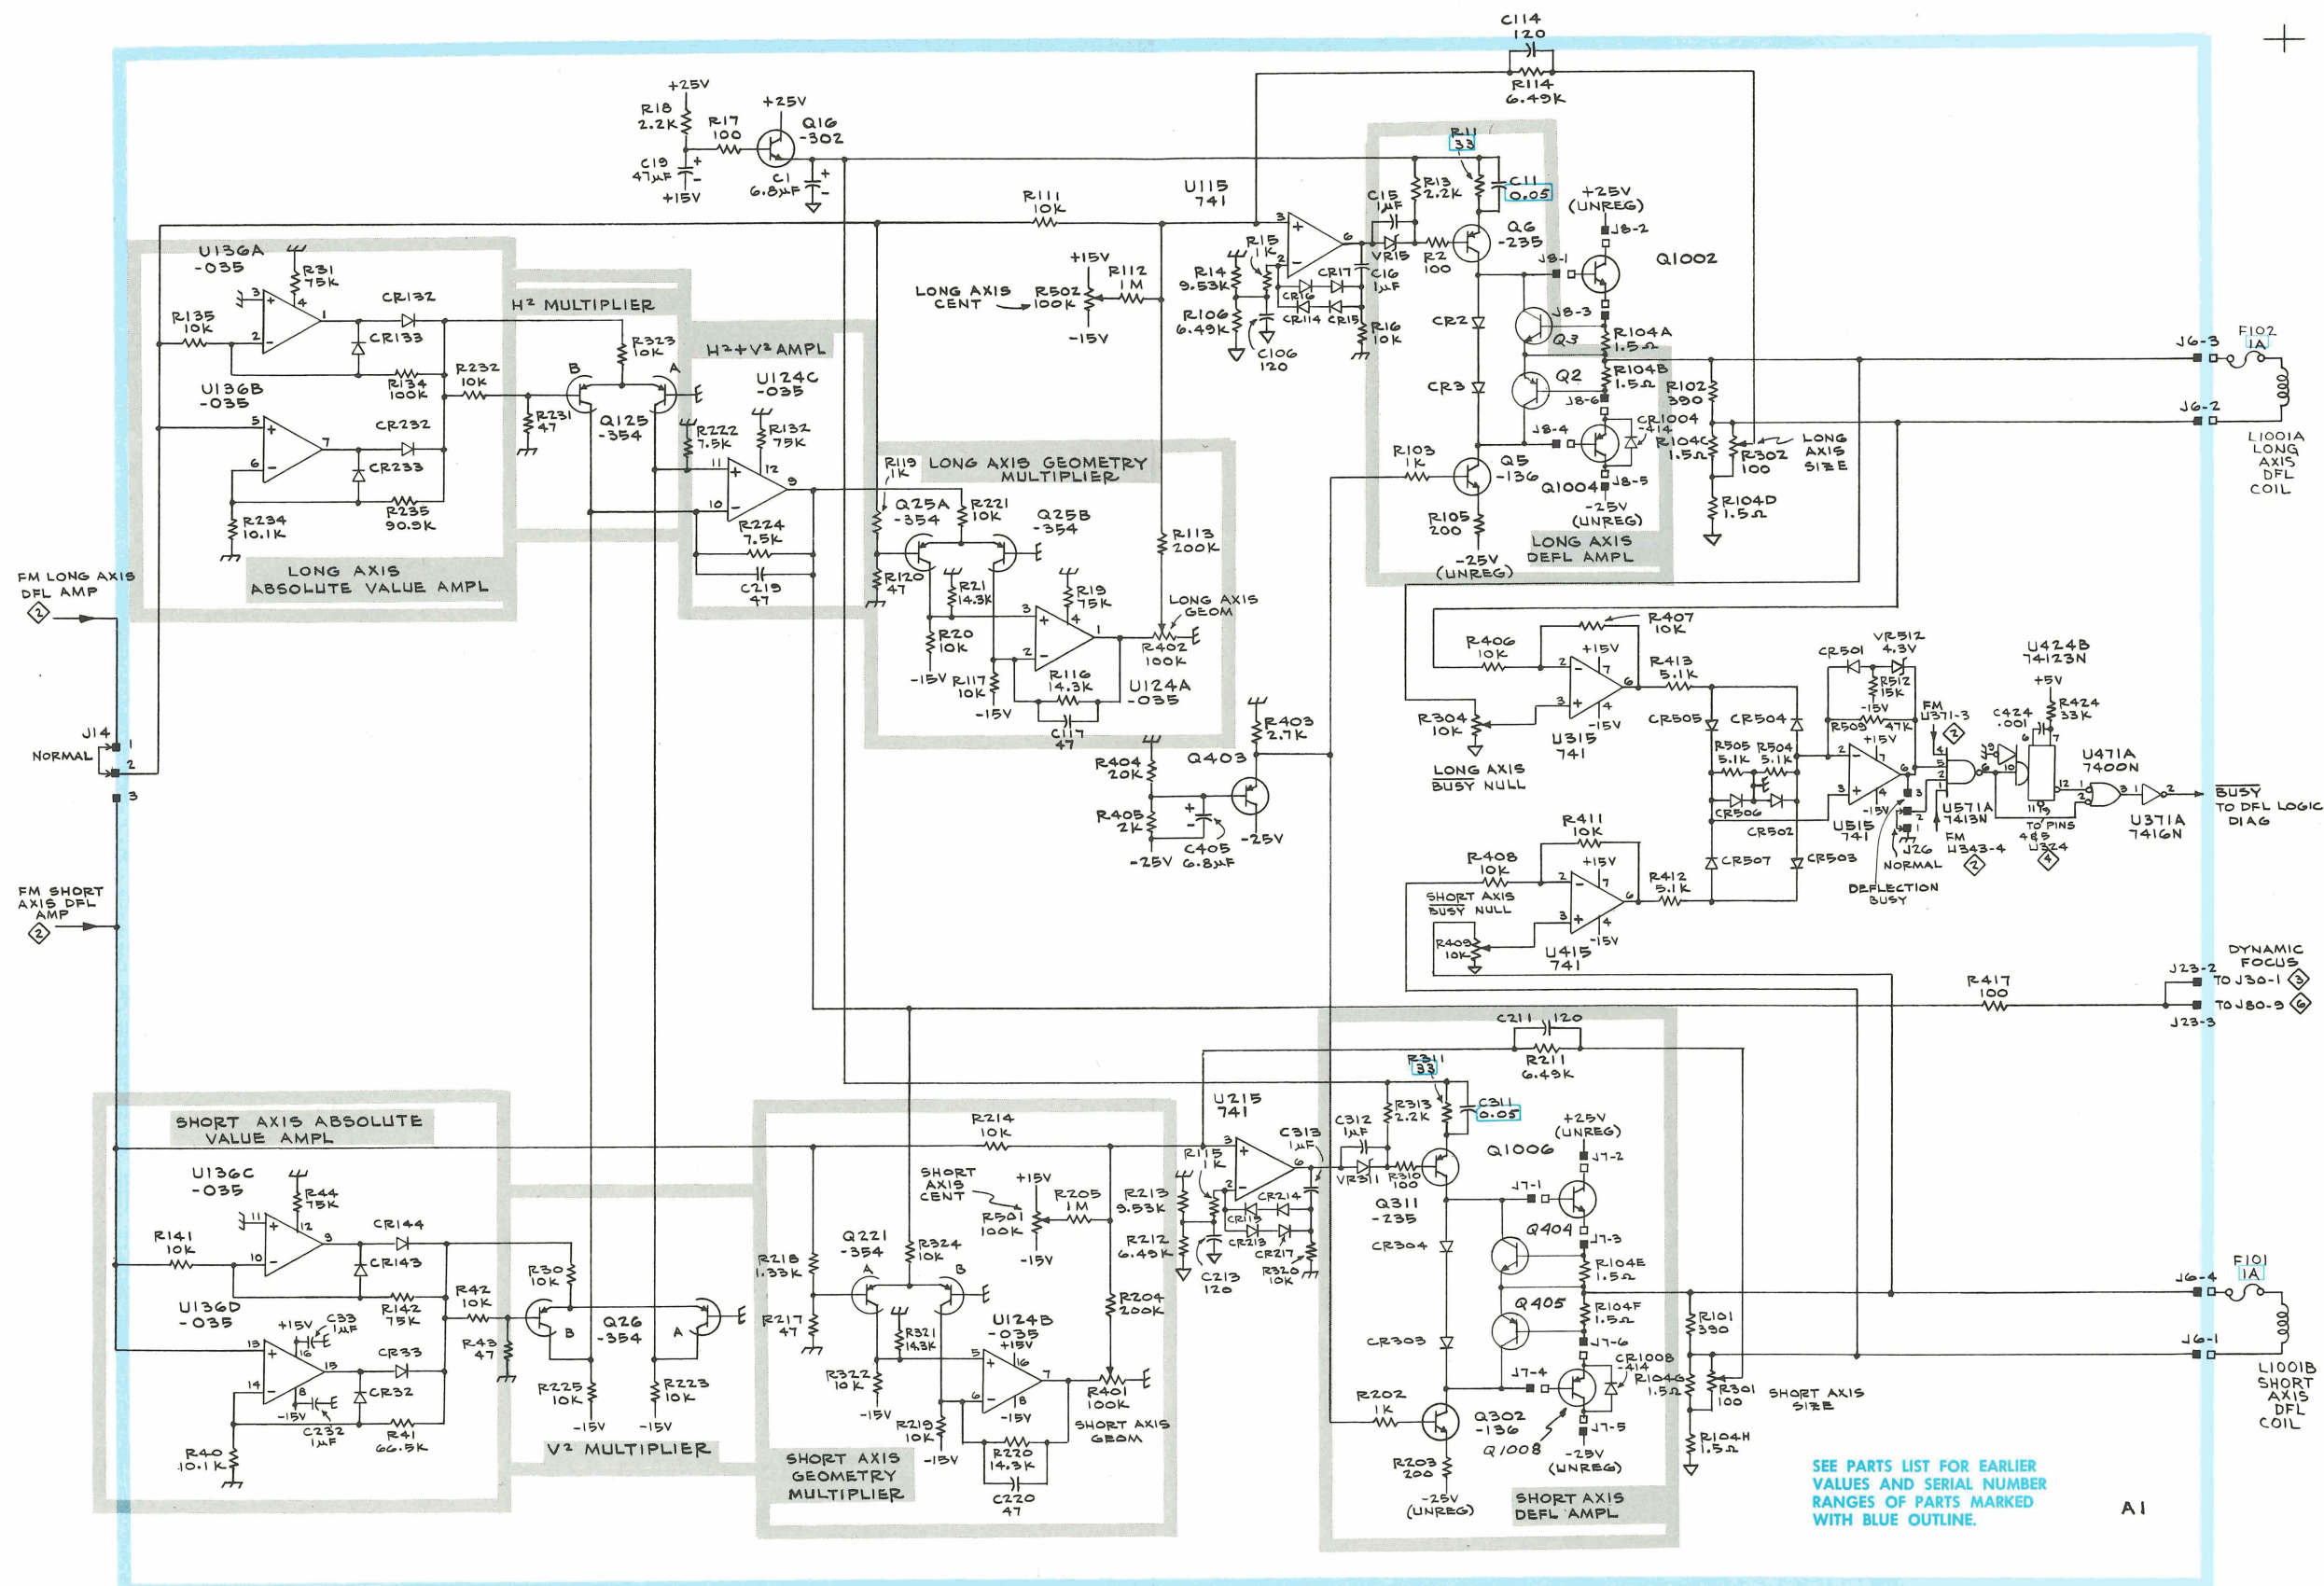 C114
120
R114
6.49K
+25V
R18
2.2K
R17
100
+25V
Q16
-302
C19
47µF
+15V
C1
6.8µF
R111
10K
U115
741
R11
33
C11
0.05
R13
2.2K
C15
1µF
+25V
(UNREG)
J8-2
Q6
-235
Q1002
VR15
R2
100
J8-1
U136A
-035
R31
75K
CR132
R135
10K
CR133
R134
100K
U136B
-035
CR232
CR233
R235
90.9K
R234
10.1K
LONG AXIS
ABSOLUTE VALUE AMPL
H² MULTIPLIER
R323
10K
R232
10K
B
A
R231
47
Q125
-354
H²+V² AMPL
U124C
-035
R222
7.5K
R132
75K
R224
7.5K
C219
47
+15V
LONG AXIS
CENT
R502
100K
-15V
R112
1M
R15
1K
R14
9.53K
R106
6.49K
C106
120
CR17
CR16
CR114
CR15
C16
1µF
R16
10K
CR2
CR3
Q3
J8-3
R104A
1.5Ω
Q2
R104B
1.5Ω
J8-6
CR1004
-414
J8-4
R102
390
R104C
1.5Ω
R302
100
LONG
AXIS
SIZE
Q1004
J8-5
-25V
(UNREG)
R104D
1.5Ω
R103
1K
Q5
-136
R105
200
-25V
(UNREG)
LONG AXIS
DEFL AMPL
J6-3
F102
1A
J6-2
L1001A
LONG
AXIS
DFL
COIL
LONG AXIS GEOMETRY
MULTIPLIER
R119
1K
Q25A
-354
R221
10K
Q25B
-354
R113
200K
R120
47
R21
14.3K
R19
75K
LONG AXIS
GEOM
R20
10K
-15V
R117
10K
-15V
R116
14.3K
R402
100K
U124A
-035
C117
47
FM LONG AXIS
DFL AMP
2
J14
NORMAL
1
2
3
FM SHORT
AXIS DFL
AMP
2
R403
2.7K
Q403
R404
20K
R405
2K
-25V
C405
6.8µF
-25V
R407
10K
R406
10K
+15V
R413
5.1K
R304
10K
-15V
U315
741
LONG AXIS
BUSY NULL
CR505
CR504
R505
5.1K
R504
5.1K
CR506
CR502
CR507
CR503
CR501
VR512
4.3V
R512
15K
-15V
R509
47K
+15V
-15V
U515
741
FM
U371-3
2
U571A
7413N
FM
U343-4
2
J26
NORMAL
DEFLECTION
BUSY
U424B
74123N
+5V
C424
.001
R424
33K
U471A
7400N
TO PINS
4&5
U324
4
U371A
7416N
BUSY
TO DFL LOGIC
DIAG
R411
10K
R408
10K
+15V
SHORT AXIS
BUSY NULL
R412
5.1K
R409
10K
-15V
U415
741
R417
100
DYNAMIC
FOCUS
J23-2
TO J30-1 3
TO J80-9 6
J23-3
SHORT AXIS ABSOLUTE
VALUE AMPL
U136C
-035
R44
75K
CR144
R141
10K
CR143
R142
75K
U136D
-035
+15V
C33
1µF
CR33
CR32
-15V
C232
1µF
R41
66.5K
R40
10.1K
R30
10K
R42
10K
R43
47
Q26
-354
B
A
R225
10K
R223
10K
-15V
-15V
V² MULTIPLIER
R214
10K
SHORT
AXIS
CENT
+15V
R501
100K
R205
1M
-15V
R218
1.33K
Q221
-354
R324
10K
A
B
R217
47
R321
14.3K
U124B
-035
+15V
R204
200K
R322
10K
-15V
R219
10K
-15V
-15V
R401
100K
SHORT AXIS
GEOM
R220
14.3K
C220
47
SHORT AXIS
GEOMETRY
MULTIPLIER
C211 120
R211
6.49K
R311
33
C311
0.05
U215
741
C313
1µF
C312
1µF
R313
2.2K
R115
1K
R213
9.53K
R212
6.49K
C213
120
CR214
CR115
CR213
CR217
R320
10K
VR311
R310
100
Q311
-235
+25V
(UNREG)
Q1006
J7-2
J7-1
Q404
J7-3
CR304
R104E
1.5Ω
Q405
R104F
1.5Ω
J7-6
CR303
J7-4
CR1008
-414
R101
390
R104G
1.5Ω
R301
100
SHORT AXIS
SIZE
R202
1K
Q302
-136
Q1008
J7-5
-25V
(UNREG)
R104H
1.5Ω
R203
200
-25V
(UNREG)
SHORT AXIS
DEFL AMPL
J6-4
F101
1A
J6-1
L1001B
SHORT
AXIS
DFL
COIL
SEE PARTS LIST FOR EARLIER
VALUES AND SERIAL NUMBER
RANGES OF PARTS MARKED
WITH BLUE OUTLINE.
A1